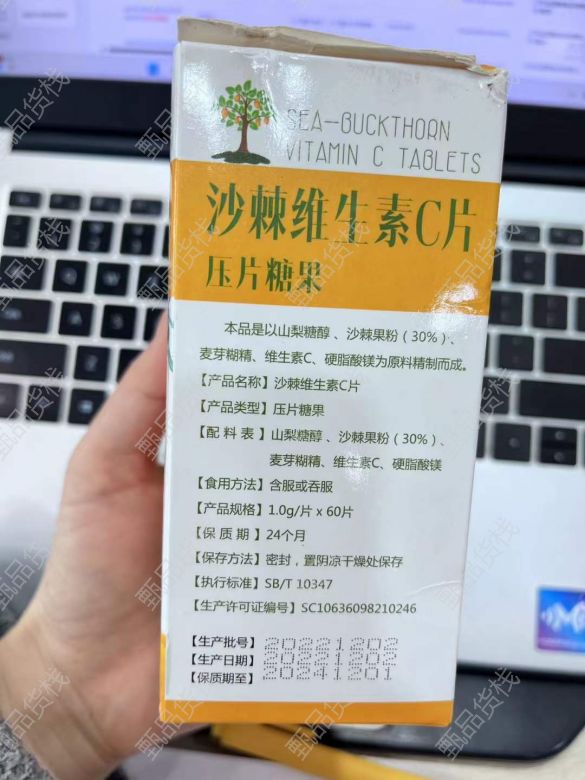 SEA-BUCKTHORN
VITAMIN C TABLETS
沙棘维生素C片
压片糖果
本品是以山梨糖醇、沙棘果粉（30%）、
麦芽糊精、维生素C、硬脂酸镁为原料精制而成。
【产品名称】沙棘维生素C片
【产品类型】压片糖果
【配 料 表】山梨糖醇、沙棘果粉（30%）、
麦芽糊精、维生素C、硬脂酸镁
【食用方法】含服或吞服
【产品规格】1.0g/片 x 60片
【保 质 期】24个月
【保存方法】密封，置阴凉干燥处保存
【执行标准】SB/T 10347
【生产许可证编号】SC10636098210246
【生产批号】20221202
【生产日期】20221202
【保质期至】20241201
甄品货栈